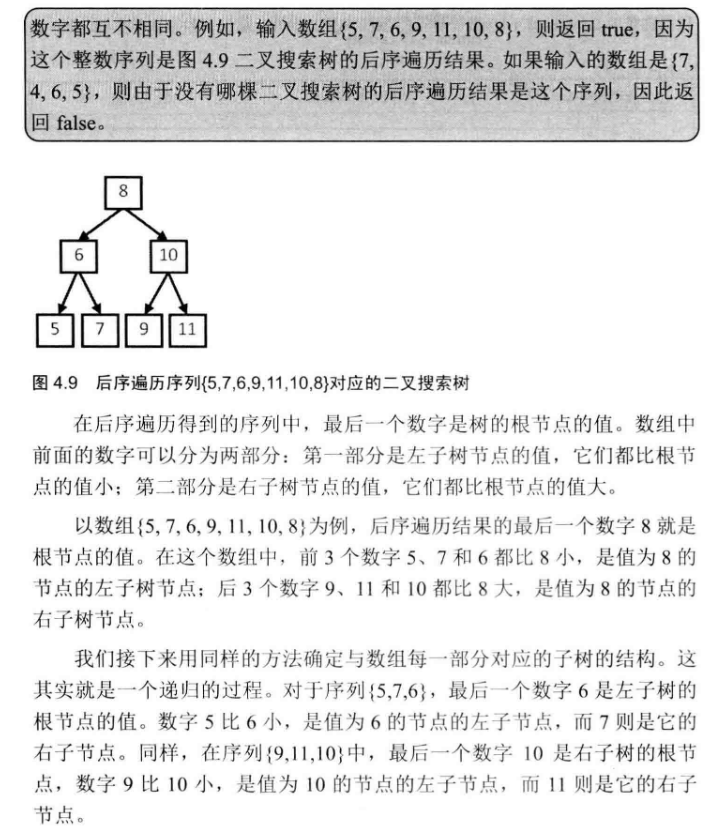 数字都互不相同。例如，输入数组{5, 7, 6, 9, 11, 10, 8}，则返回 true，因为
这个整数序列是图 4.9 二叉搜索树的后序遍历结果。如果输入的数组是{7,
4, 6, 5}，则由于没有哪棵二叉搜索树的后序遍历结果是这个序列，因此返
回 false。
8
6 10
5 7 9 11
图 4.9 后序遍历序列{5,7,6,9,11,10,8}对应的二叉搜索树
在后序遍历得到的序列中，最后一个数字是树的根节点的值。数组中
前面的数字可以分为两部分：第一部分是左子树节点的值，它们都比根节
点的值小；第二部分是右子树节点的值，它们都比根节点的值大。
以数组{5, 7, 6, 9, 11, 10, 8}为例，后序遍历结果的最后一个数字 8 就是
根节点的值。在这个数组中，前 3 个数字 5、7 和 6 都比 8 小，是值为 8 的
节点的左子树节点；后 3 个数字 9、11 和 10 都比 8 大，是值为 8 的节点的
右子树节点。
我们接下来用同样的方法确定与数组每一部分对应的子树的结构。这
其实就是一个递归的过程。对于序列{5,7,6}，最后一个数字 6 是左子树的
根节点的值。数字 5 比 6 小，是值为 6 的节点的左子节点，而 7 则是它的
右子节点。同样，在序列{9,11,10}中，最后一个数字 10 是右子树的根节
点，数字 9 比 10 小，是值为 10 的节点的左子节点，而 11 则是它的右子
节点。